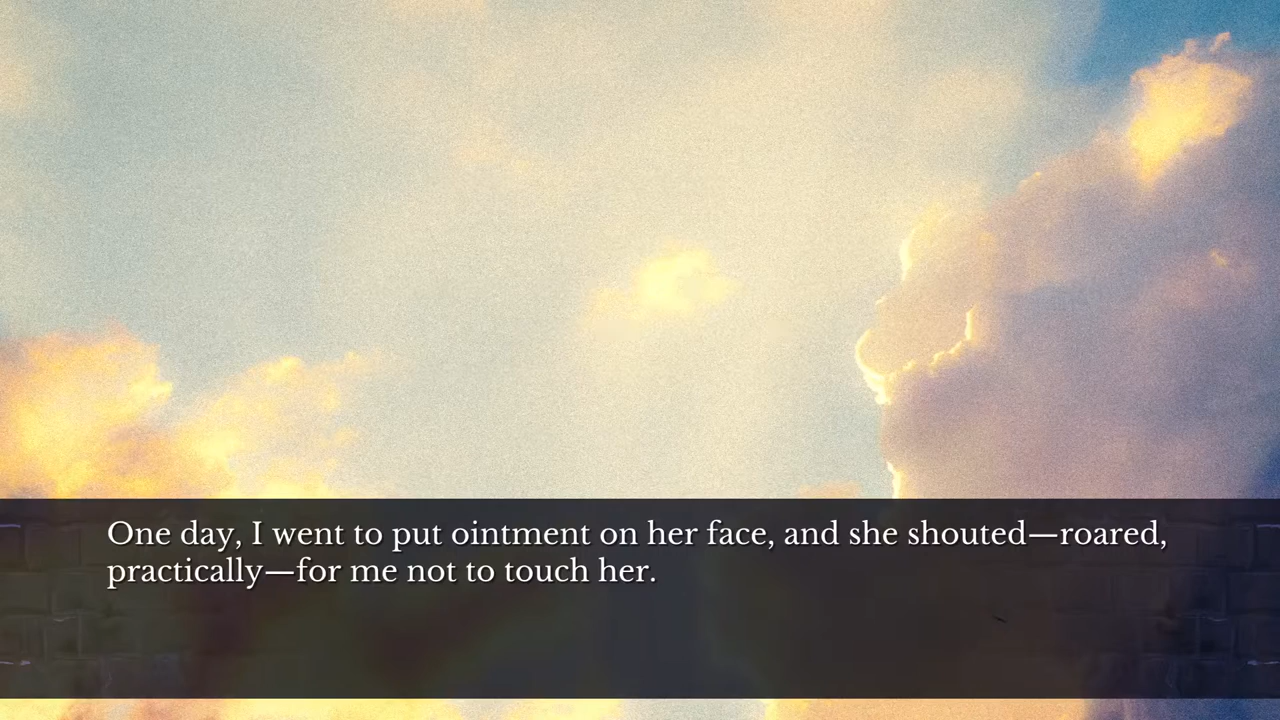 One day, I went to put ointment on her face, and she shouted—roared,
practically—for me not to touch her.